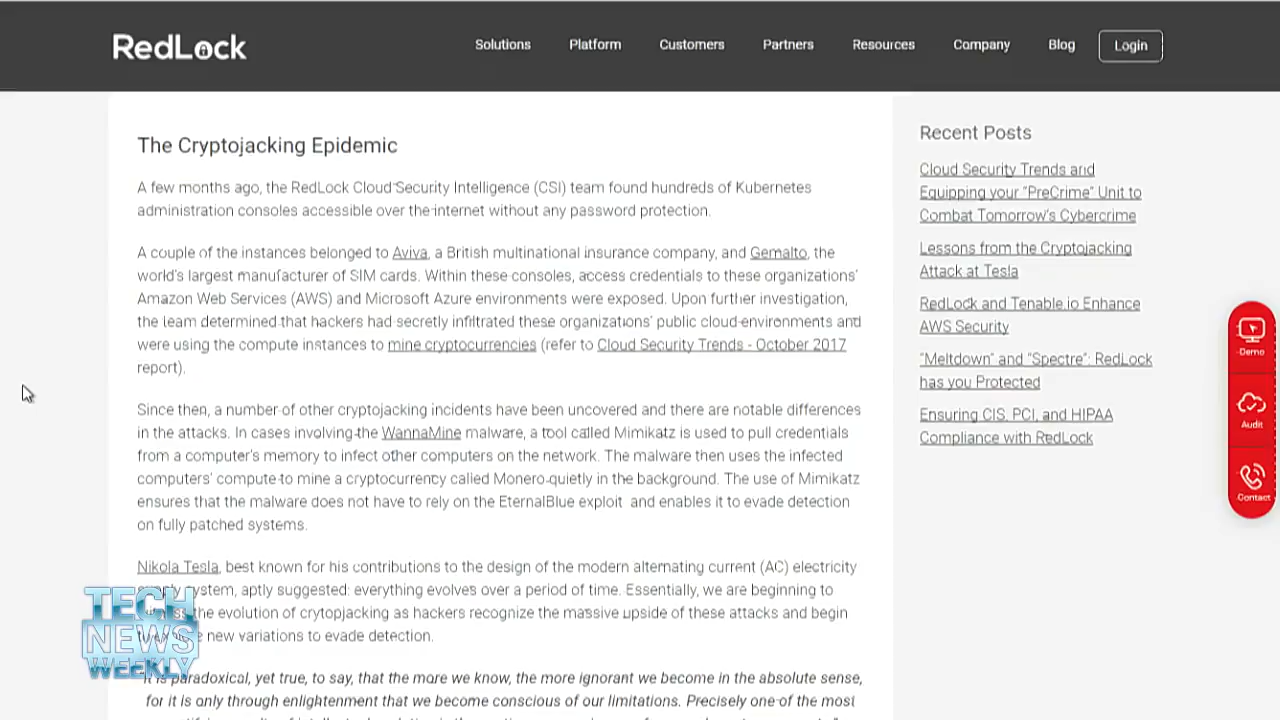 RedLock
Solutions Platform Customers Partners Resources Company Blog Login
The Cryptojacking Epidemic
A few months ago, the RedLock Cloud Security Intelligence (CSI) team found hundreds of Kubernetes
administration consoles accessible over the internet without any password protection.
A couple of the instances belonged to Aviva, a British multinational insurance company, and Gemalto, the
world's largest manufacturer of SIM cards. Within these consoles, access credentials to these organizations'
Amazon Web Services (AWS) and Microsoft Azure environments were exposed. Upon further investigation,
the team determined that hackers had secretly infiltrated these organizations' public cloud environments and
were using the compute instances to mine cryptocurrencies (refer to Cloud Security Trends - October 2017
report).
Since then, a number of other cryptojacking incidents have been uncovered and there are notable differences
in the attacks. In cases involving the WannaMine malware, a tool called Mimikatz is used to pull credentials
from a computer's memory to infect other computers on the network. The malware then uses the infected
computers' compute to mine a cryptocurrency called Monero quietly in the background. The use of Mimikatz
ensures that the malware does not have to rely on the EternalBlue exploit and enables it to evade detection
on fully patched systems.
Nikola Tesla, best known for his contributions to the design of the modern alternating current (AC) electricity
system, aptly suggested: everything evolves over a period of time. Essentially, we are beginning to
the evolution of crytopjacking as hackers recognize the massive upside of these attacks and begin
new variations to evade detection.
is paradoxical, yet true, to say, that the more we know, the more ignorant we become in the absolute sense,
for it is only through enlightenment that we become conscious of our limitations. Precisely one of the most
Recent Posts
Cloud Security Trends and
Equipping your "PreCrime" Unit to
Combat Tomorrow's Cybercrime
Lessons from the Cryptojacking
Attack at Tesla
RedLock and Tenable.io Enhance
AWS Security
"Meltdown" and "Spectre": RedLock
has you Protected
Ensuring CIS, PCI, and HIPAA
Compliance with RedLock
Demo
Audit
Contact
TECH
NEWS
WEEKLY